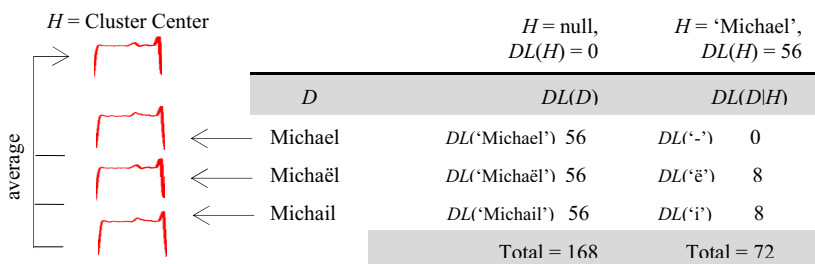 H = Cluster Center
H = null,
DL(H) = 0
H = ‘Michael’,
DL(H) = 56
D DL(D) DL(D|H)
Michael DL(‘Michael’) 56 DL(‘-’) 0
Michaël DL(‘Michaël’) 56 DL(‘ë’) 8
Michail DL(‘Michail’) 56 DL(‘i’) 8
Total = 168 Total = 72
average